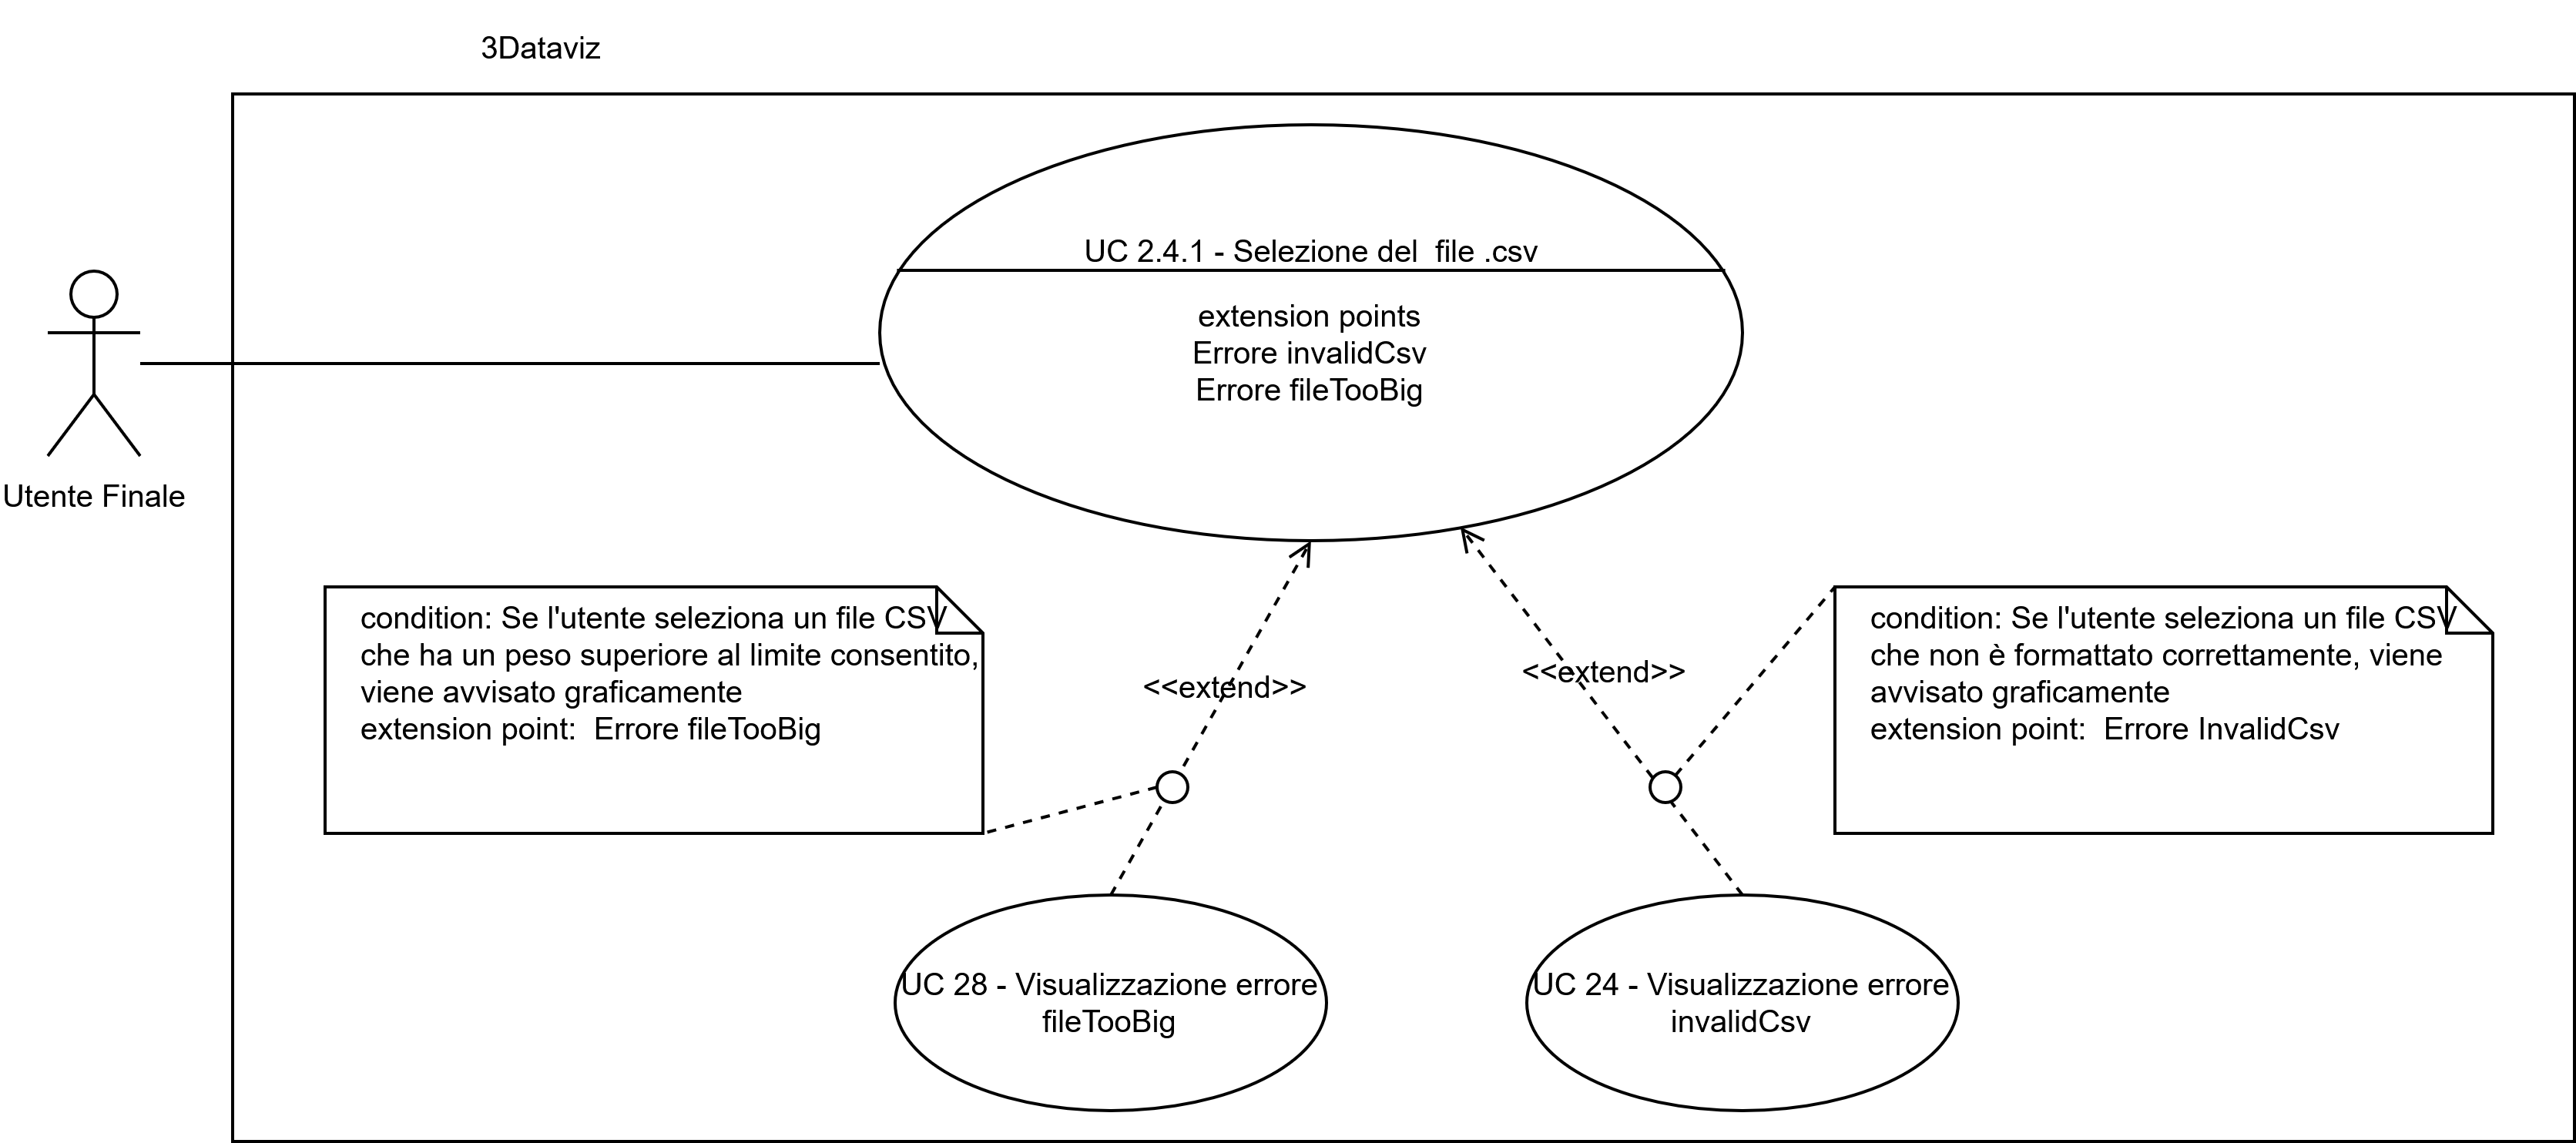 3Dataviz
UC 2.4.1 - Selezione del  file .csv
extension points
Errore invalidCsv
Errore fileTooBig
Utente Finale
condition: Se l'utente seleziona un file CSV
che ha un peso superiore al limite consentito,
viene avvisato graficamente
extension point:  Errore fileTooBig
<<extend>>
<<extend>>
condition: Se l'utente seleziona un file CSV
che non è formattato correttamente, viene
avvisato graficamente
extension point:  Errore InvalidCsv
UC 28 - Visualizzazione errore
fileTooBig
UC 24 - Visualizzazione errore
invalidCsv